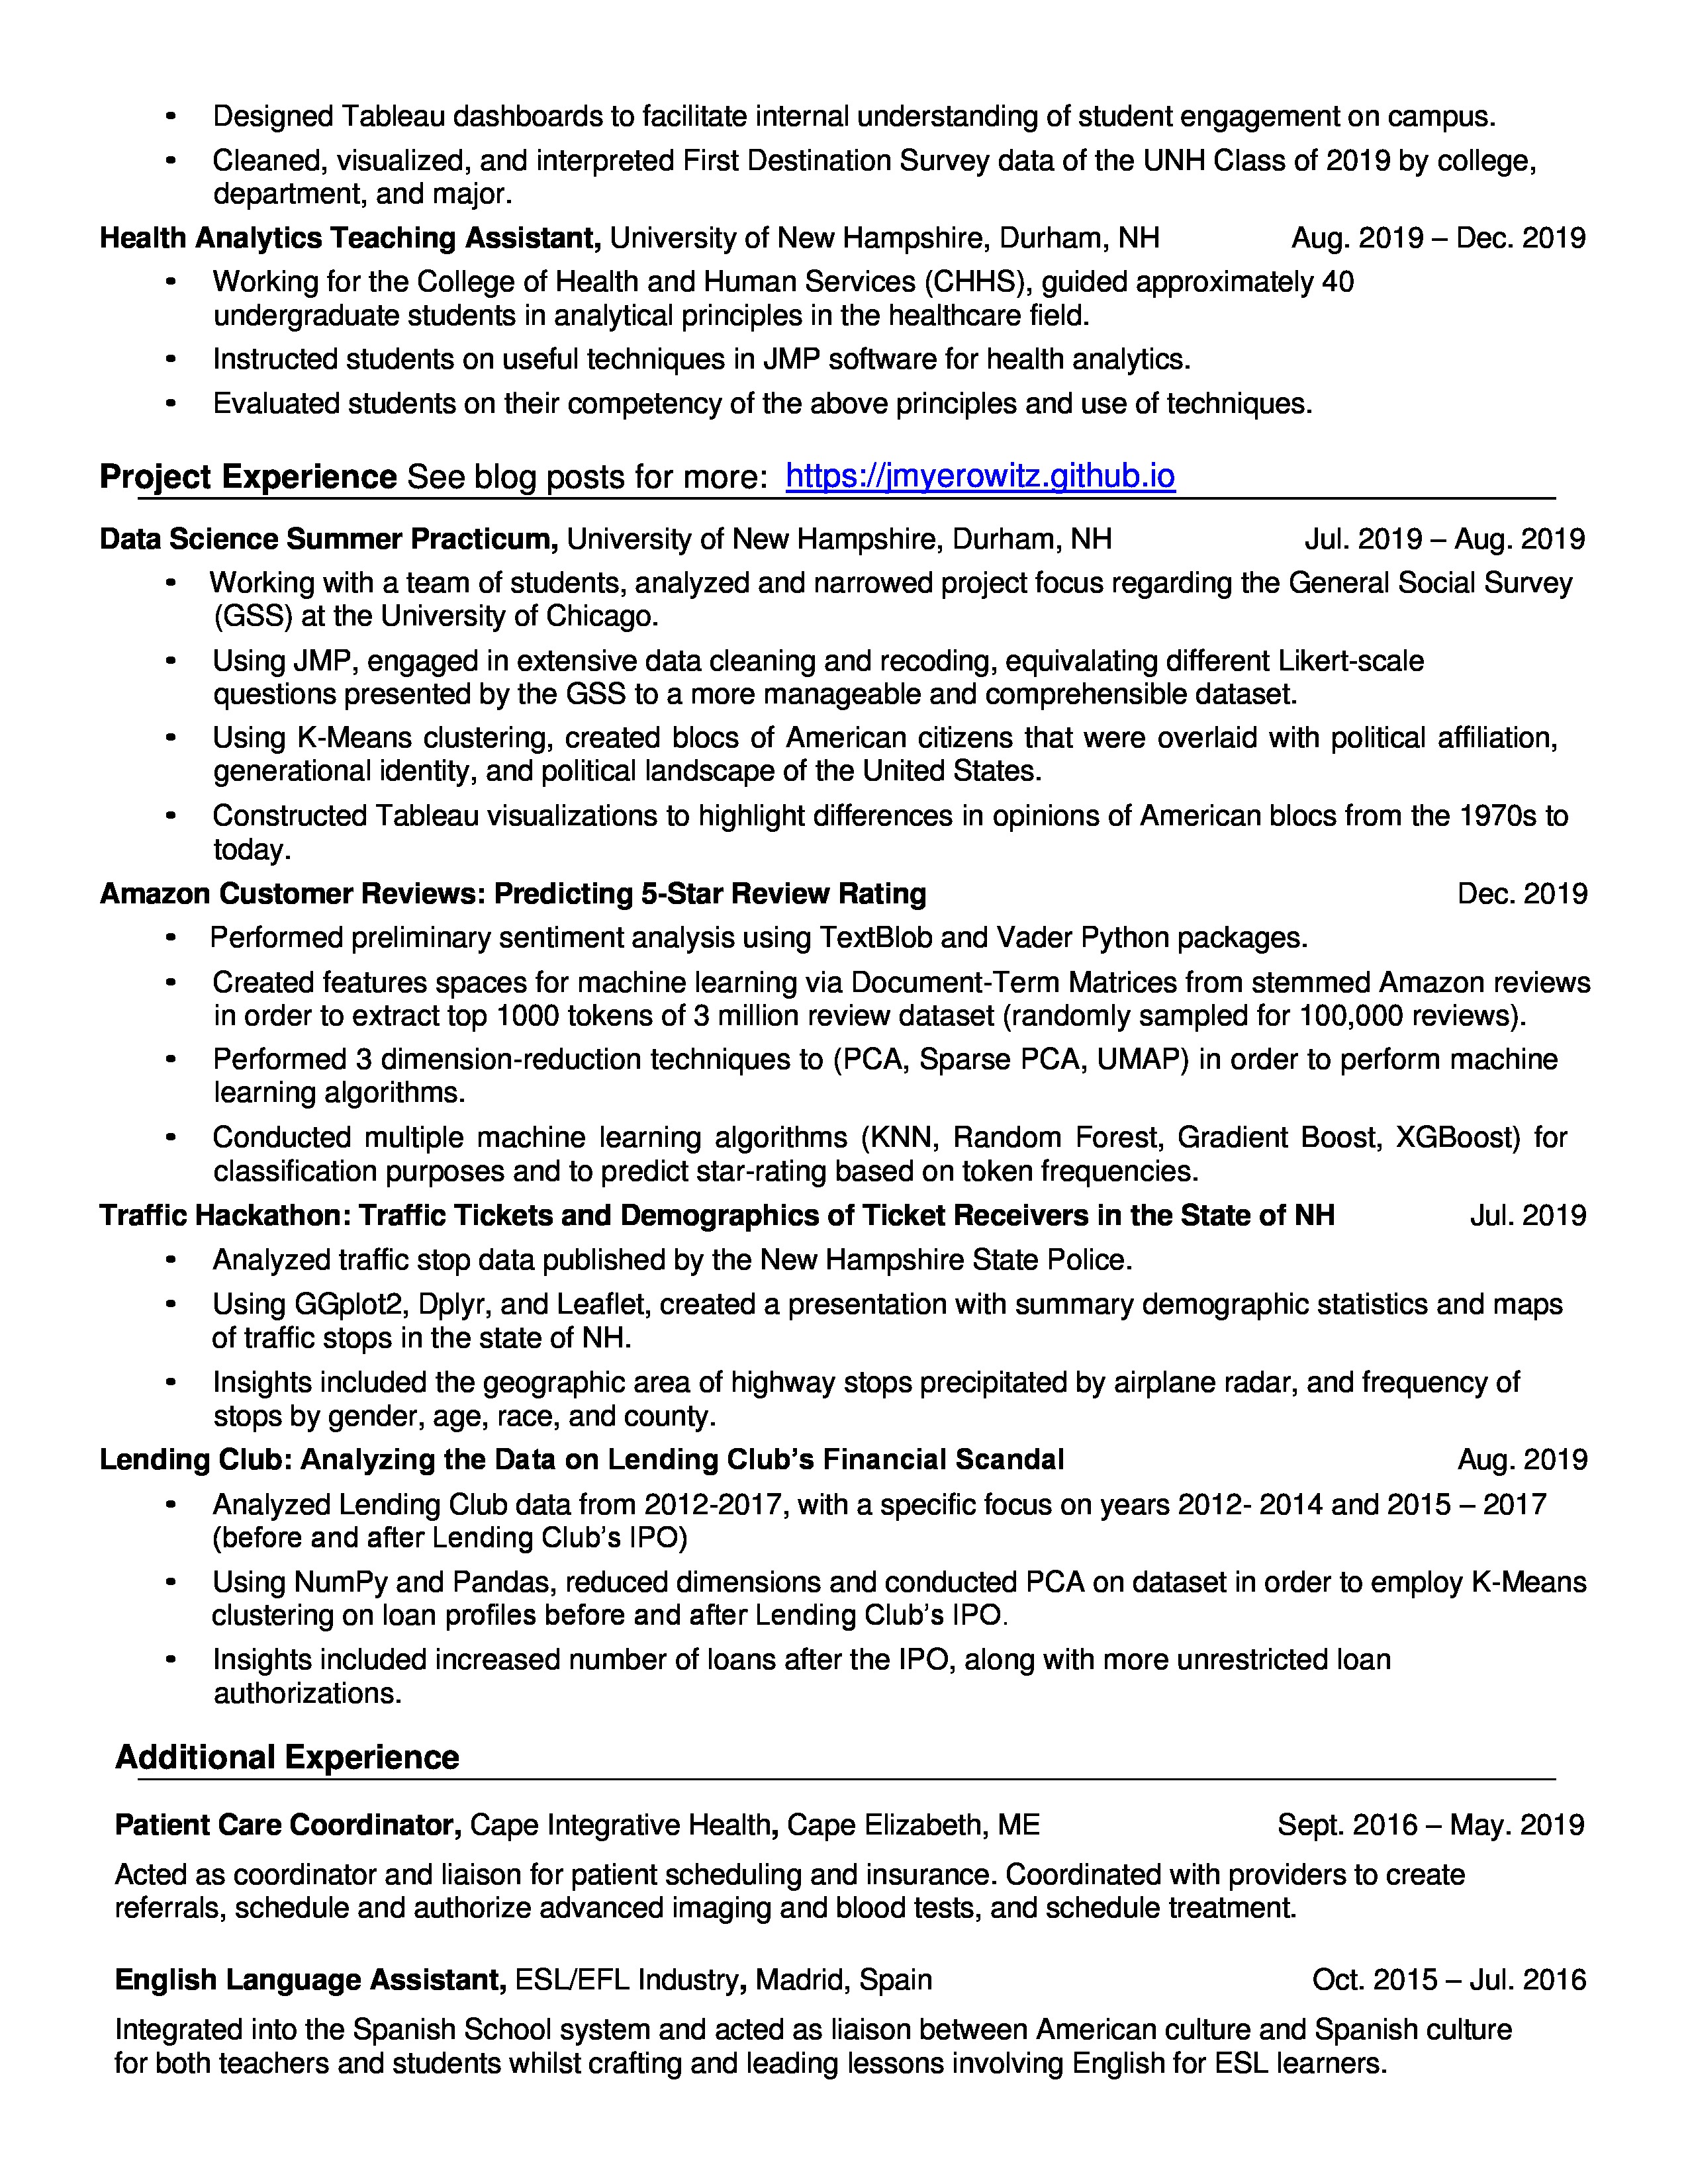 • Designed Tableau dashboards to facilitate internal understanding of student engagement on campus.
• Cleaned, visualized, and interpreted First Destination Survey data of the UNH Class of 2019 by college,
department, and major.
Health Analytics Teaching Assistant, University of New Hampshire, Durham, NH Aug. 2019 – Dec. 2019
• Working for the College of Health and Human Services (CHHS), guided approximately 40
undergraduate students in analytical principles in the healthcare field.
• Instructed students on useful techniques in JMP software for health analytics.
• Evaluated students on their competency of the above principles and use of techniques.
Project Experience See blog posts for more: https://jmyerowitz.github.io
Data Science Summer Practicum, University of New Hampshire, Durham, NH Jul. 2019 – Aug. 2019
• Working with a team of students, analyzed and narrowed project focus regarding the General Social Survey
(GSS) at the University of Chicago.
• Using JMP, engaged in extensive data cleaning and recoding, equivalating different Likert-scale
questions presented by the GSS to a more manageable and comprehensible dataset.
• Using K-Means clustering, created blocs of American citizens that were overlaid with political affiliation,
generational identity, and political landscape of the United States.
• Constructed Tableau visualizations to highlight differences in opinions of American blocs from the 1970s to
today.
Amazon Customer Reviews: Predicting 5-Star Review Rating Dec. 2019
• Performed preliminary sentiment analysis using TextBlob and Vader Python packages.
• Created features spaces for machine learning via Document-Term Matrices from stemmed Amazon reviews
in order to extract top 1000 tokens of 3 million review dataset (randomly sampled for 100,000 reviews).
• Performed 3 dimension-reduction techniques to (PCA, Sparse PCA, UMAP) in order to perform machine
learning algorithms.
• Conducted multiple machine learning algorithms (KNN, Random Forest, Gradient Boost, XGBoost) for
classification purposes and to predict star-rating based on token frequencies.
Traffic Hackathon: Traffic Tickets and Demographics of Ticket Receivers in the State of NH Jul. 2019
• Analyzed traffic stop data published by the New Hampshire State Police.
• Using GGplot2, Dplyr, and Leaflet, created a presentation with summary demographic statistics and maps
of traffic stops in the state of NH.
• Insights included the geographic area of highway stops precipitated by airplane radar, and frequency of
stops by gender, age, race, and county.
Lending Club: Analyzing the Data on Lending Club’s Financial Scandal Aug. 2019
• Analyzed Lending Club data from 2012-2017, with a specific focus on years 2012- 2014 and 2015 – 2017
(before and after Lending Club’s IPO)
• Using NumPy and Pandas, reduced dimensions and conducted PCA on dataset in order to employ K-Means
clustering on loan profiles before and after Lending Club’s IPO.
• Insights included increased number of loans after the IPO, along with more unrestricted loan
authorizations.
Additional Experience
Patient Care Coordinator, Cape Integrative Health, Cape Elizabeth, ME Sept. 2016 – May. 2019
Acted as coordinator and liaison for patient scheduling and insurance. Coordinated with providers to create
referrals, schedule and authorize advanced imaging and blood tests, and schedule treatment.
English Language Assistant, ESL/EFL Industry, Madrid, Spain Oct. 2015 – Jul. 2016
Integrated into the Spanish School system and acted as liaison between American culture and Spanish culture
for both teachers and students whilst crafting and leading lessons involving English for ESL learners.